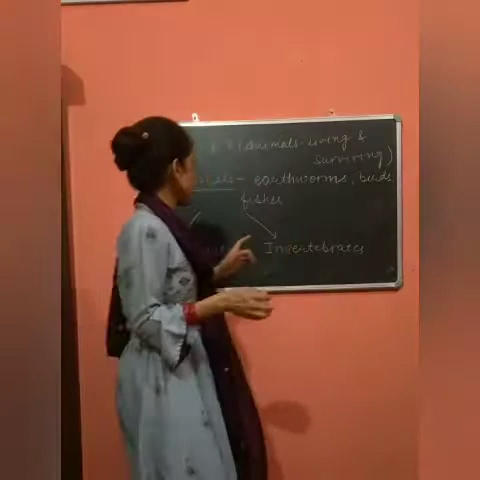 (Animals - Living &
Surviving)
- earthworms, birds,
fishes
Invertebrates